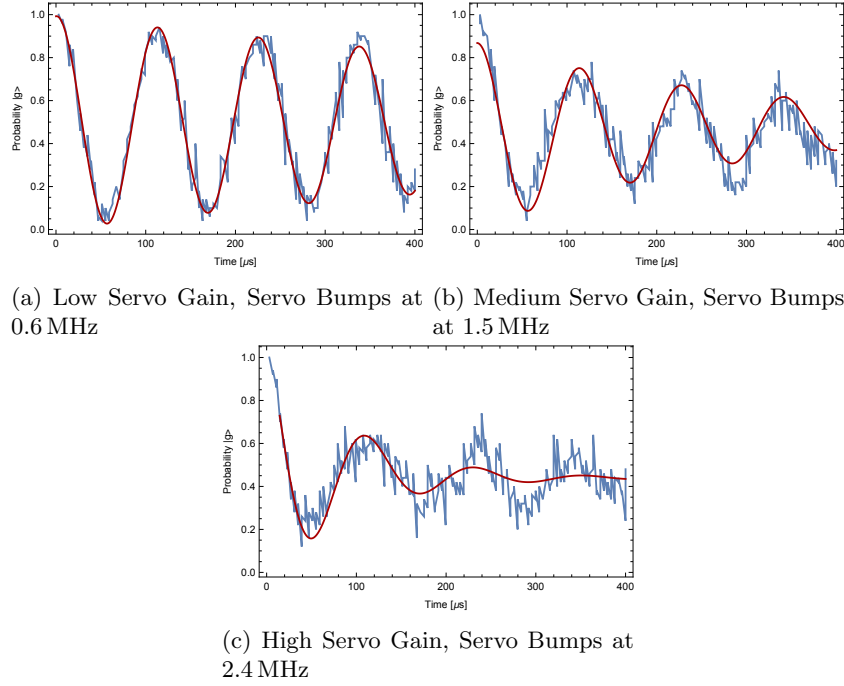 1.0
0.8
0.6
0.4
0.2
0.0
Probability |g>
0 100 200 300 400
Time [μs]
1.0
0.8
0.6
0.4
0.2
0.0
Probability |g>
0 100 200 300 400
Time [μs]
(a) Low Servo Gain, Servo Bumps at
0.6 MHz
(b) Medium Servo Gain, Servo Bumps
at 1.5 MHz
1.0
0.8
0.6
0.4
0.2
0.0
Probability |g>
0 100 200 300 400
Time [μs]
(c) High Servo Gain, Servo Bumps at
2.4 MHz